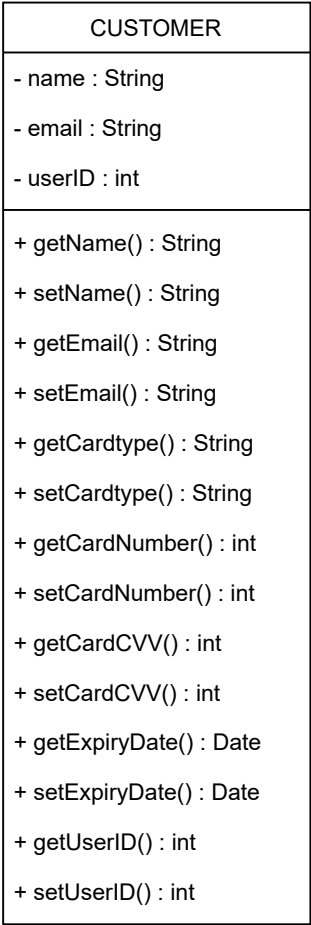 CUSTOMER
- name : String
- email : String
- userID : int
+ getName() : String
+ setName() : String
+ getEmail() : String
+ setEmail() : String
+ getCardtype() : String
+ setCardtype() : String
+ getCardNumber() : int
+ setCardNumber() : int
+ getCardCVV() : int
+ setCardCVV() : int
+ getExpiryDate() : Date
+ setExpiryDate() : Date
+ getUserID() : int
+ setUserID() : int